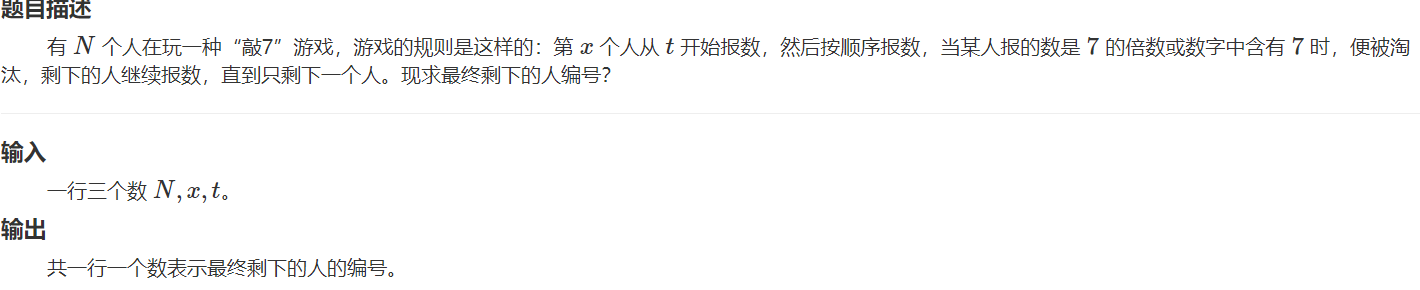 题目描述
有 N 个人在玩一种“敲7”游戏，游戏的规则是这样的：第 x 个人从 t 开始报数，然后按顺序报数，当某人报的数是 7 的倍数或数字中含有 7 时，便被淘
汰，剩下的人继续报数，直到只剩下一个人。现求最终剩下的人编号？
输入
一行三个数 N, x, t。
输出
共一行一个数表示最终剩下的人的编号。